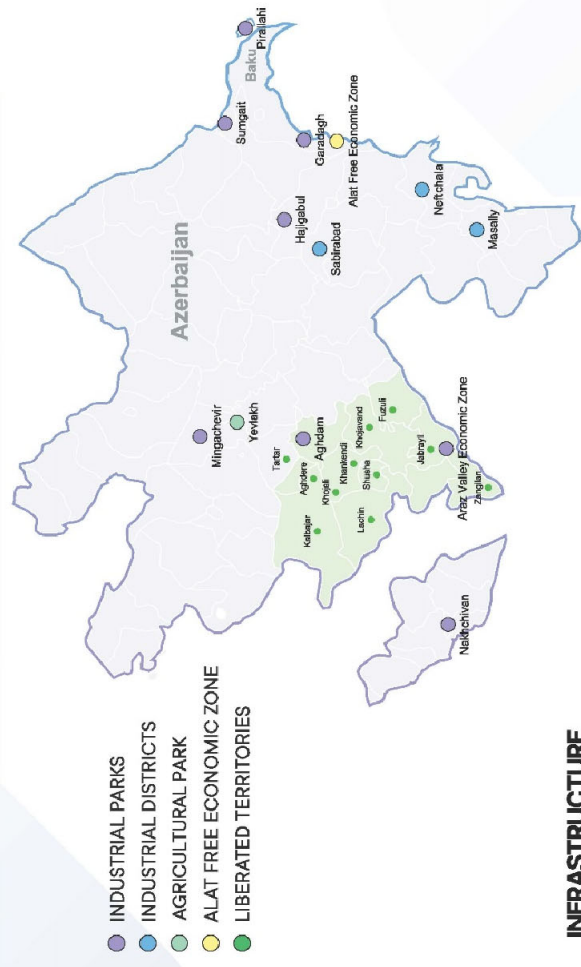 INDUSTRIAL PARKS
INDUSTRIAL DISTRICTS
AGRICULTURAL PARK
ALAT FREE ECONOMIC ZONE
LIBERATED TERRITORIES
Azerbaijan
Baku
Pirallahi
Sumgait
Garadagh
Alat Free Economic Zone
Hajigabul
Sabirabad
Neftchala
Masally
Mingachevir
Yevlakh
Tartar
Aghdam
Aghdere
Khojali
Khankendi
Khojavand
Kalbajar
Lachin
Shusha
Fuzuli
Jabrayil
Araz Valley Economic Zone
Zangilan
Nakhchivan
INFRASTRUCTURE